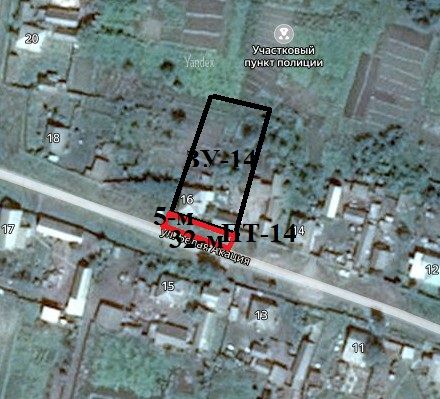 20
Yandex
Участковый
пункт полиции
18
ЗУ-14
16
5-м
32-м
ПТ-14
14
ул. Белая Акация
17
12
15
13
11